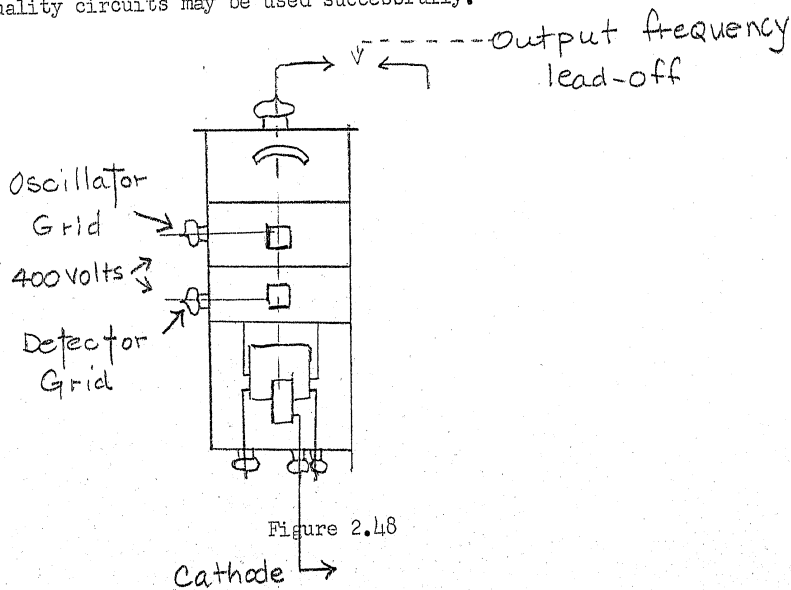 nality circuits may be used successfully.
Output frequency
lead-off
Oscillator
Grid
400 volts
Detector
Grid
Figure 2.48
Cathode